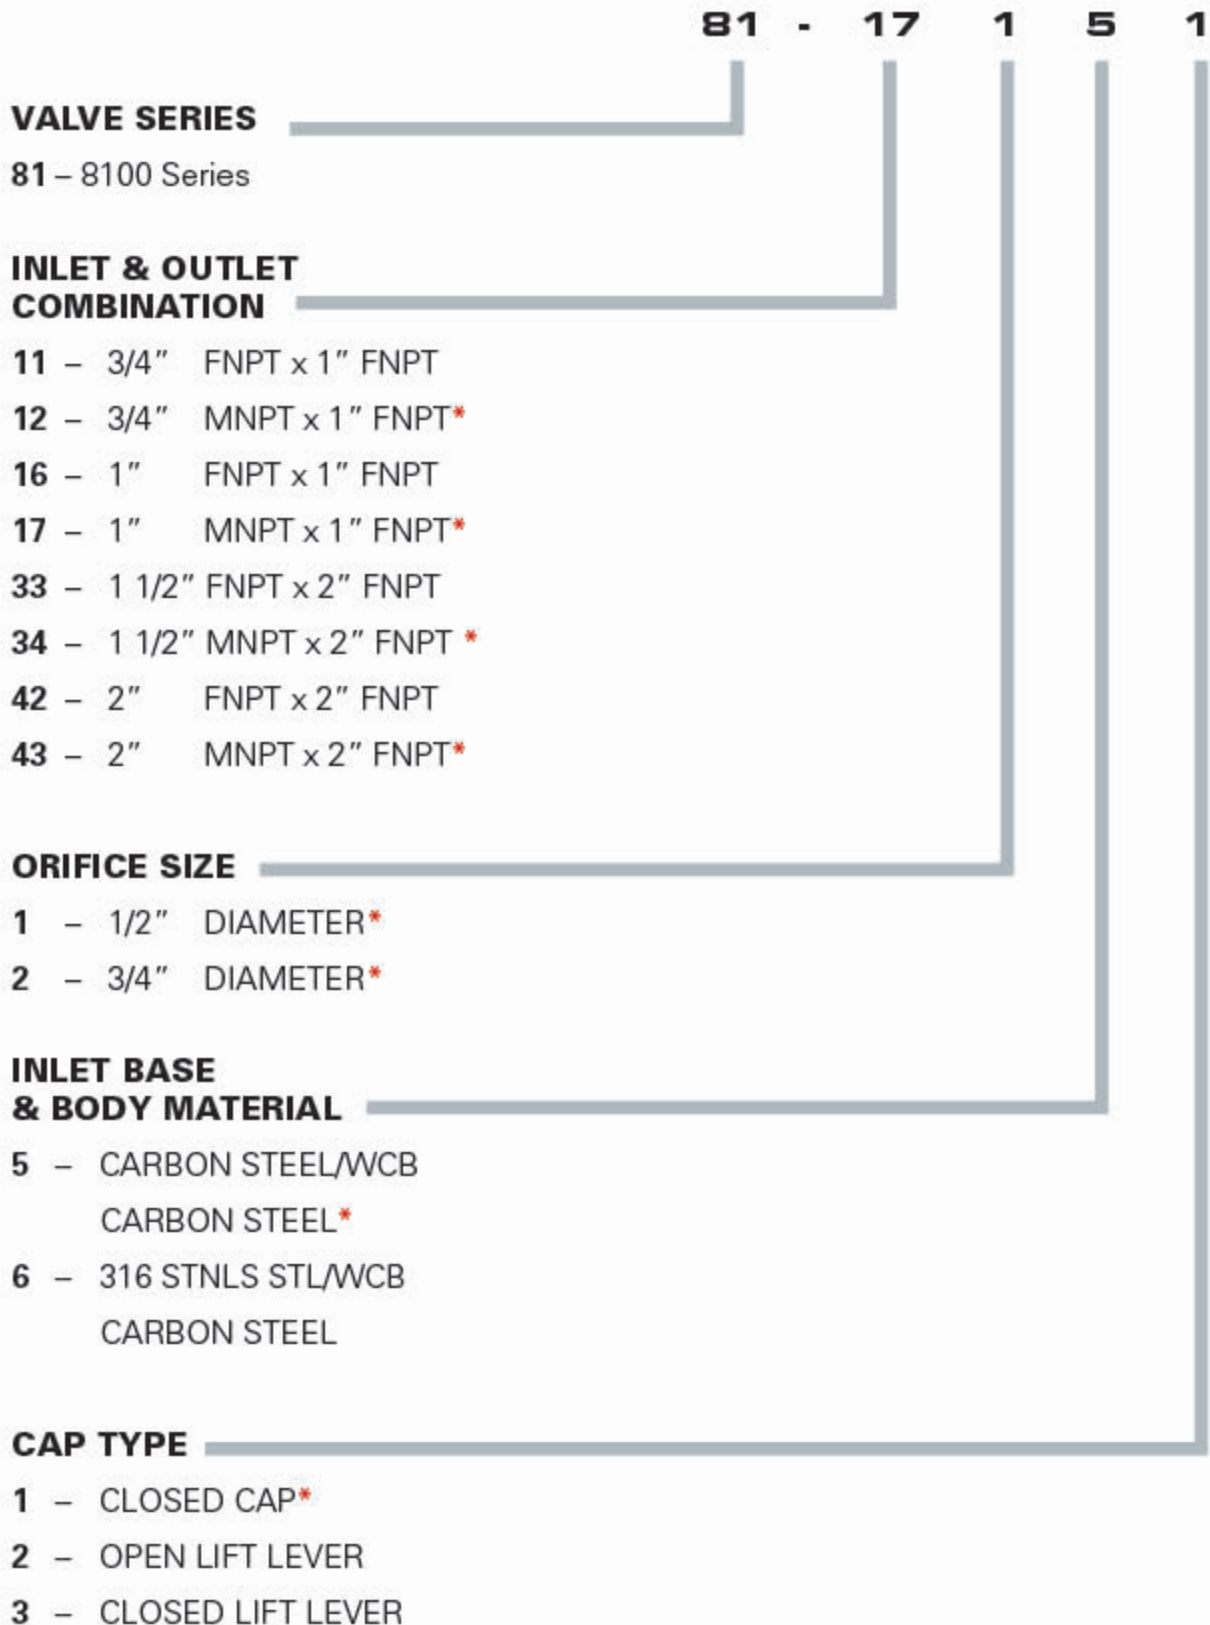 81 - 17 1 5 1
VALVE SERIES
81 – 8100 Series
INLET & OUTLET
COMBINATION
11 – 3/4” FNPT x 1” FNPT
12 – 3/4” MNPT x 1” FNPT*
16 – 1” FNPT x 1” FNPT
17 – 1” MNPT x 1” FNPT*
33 – 1 1/2” FNPT x 2” FNPT
34 – 1 1/2” MNPT x 2” FNPT *
42 – 2” FNPT x 2” FNPT
43 – 2” MNPT x 2” FNPT*
ORIFICE SIZE
1 – 1/2” DIAMETER*
2 – 3/4” DIAMETER*
INLET BASE
& BODY MATERIAL
5 – CARBON STEEL/WCB
CARBON STEEL*
6 – 316 STNLS STL/WCB
CARBON STEEL
CAP TYPE
1 – CLOSED CAP*
2 – OPEN LIFT LEVER
3 – CLOSED LIFT LEVER